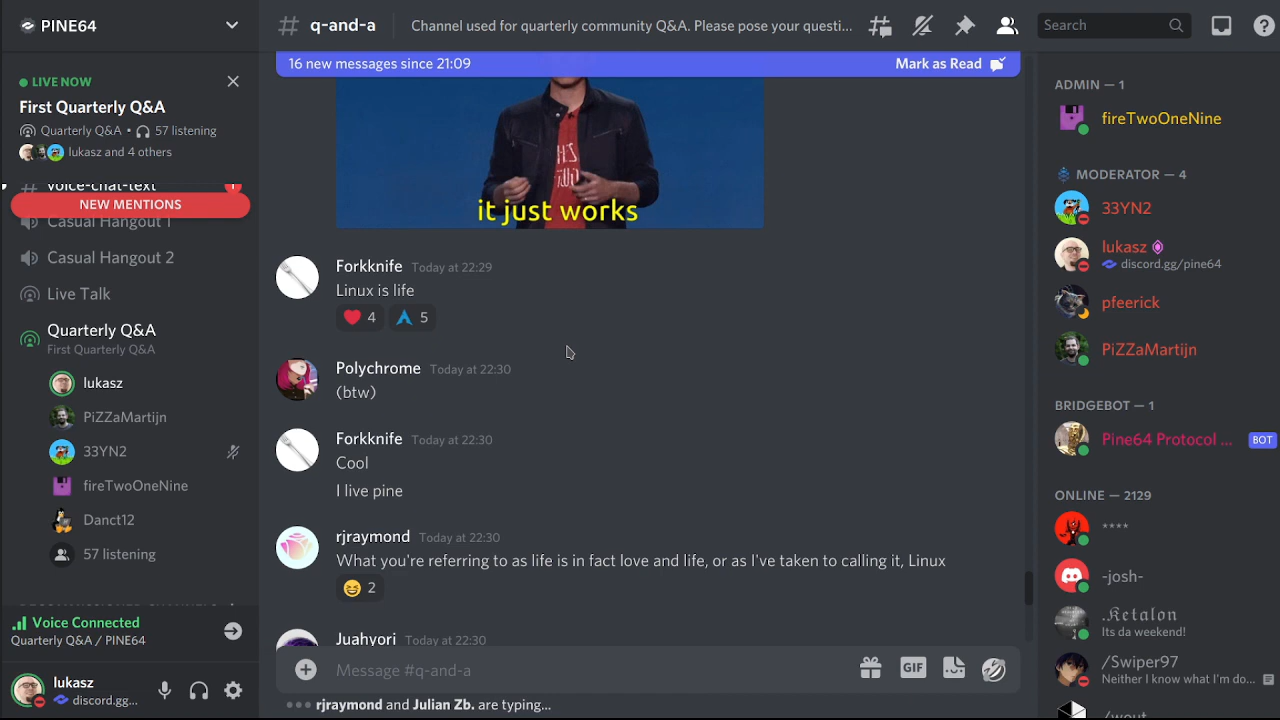 PINE64
q-and-a
Channel used for quarterly community Q&A. Please pose your questi...
Search
LIVE NOW
First Quarterly Q&A
Quarterly Q&A • 57 listening
lukasz and 4 others
voice-chat-text
1
NEW MENTIONS
Casual Hangout 1
Casual Hangout 2
Live Talk
Quarterly Q&A
First Quarterly Q&A
lukasz
PiZZaMartijn
33YN2
fireTwoOneNine
Danct12
57 listening
Voice Connected
Quarterly Q&A / PINE64
lukasz
discord.gg...
16 new messages since 21:09
Mark as Read
it just works
Forkknife Today at 22:29
Linux is life
4
5
Polychrome Today at 22:30
(btw)
Forkknife Today at 22:30
Cool
I live pine
rjraymond Today at 22:30
What you're referring to as life is in fact love and life, or as I've taken to calling it, Linux
2
Juahyori Today at 22:30
Message #q-and-a
GIF
rjraymond and Julian Zb. are typing...
ADMIN — 1
fireTwoOneNine
MODERATOR — 4
33YN2
lukasz
discord.gg/pine64
pfeerick
PiZZaMartijn
BRIDGEBOT — 1
Pine64 Protocol ... BOT
ONLINE — 2129
****
-josh-
.𝔎𝔢𝔱𝔞𝔩𝔬𝔫
Its da weekend!
/Swiper97
Neither I know what I'm do...
/wout